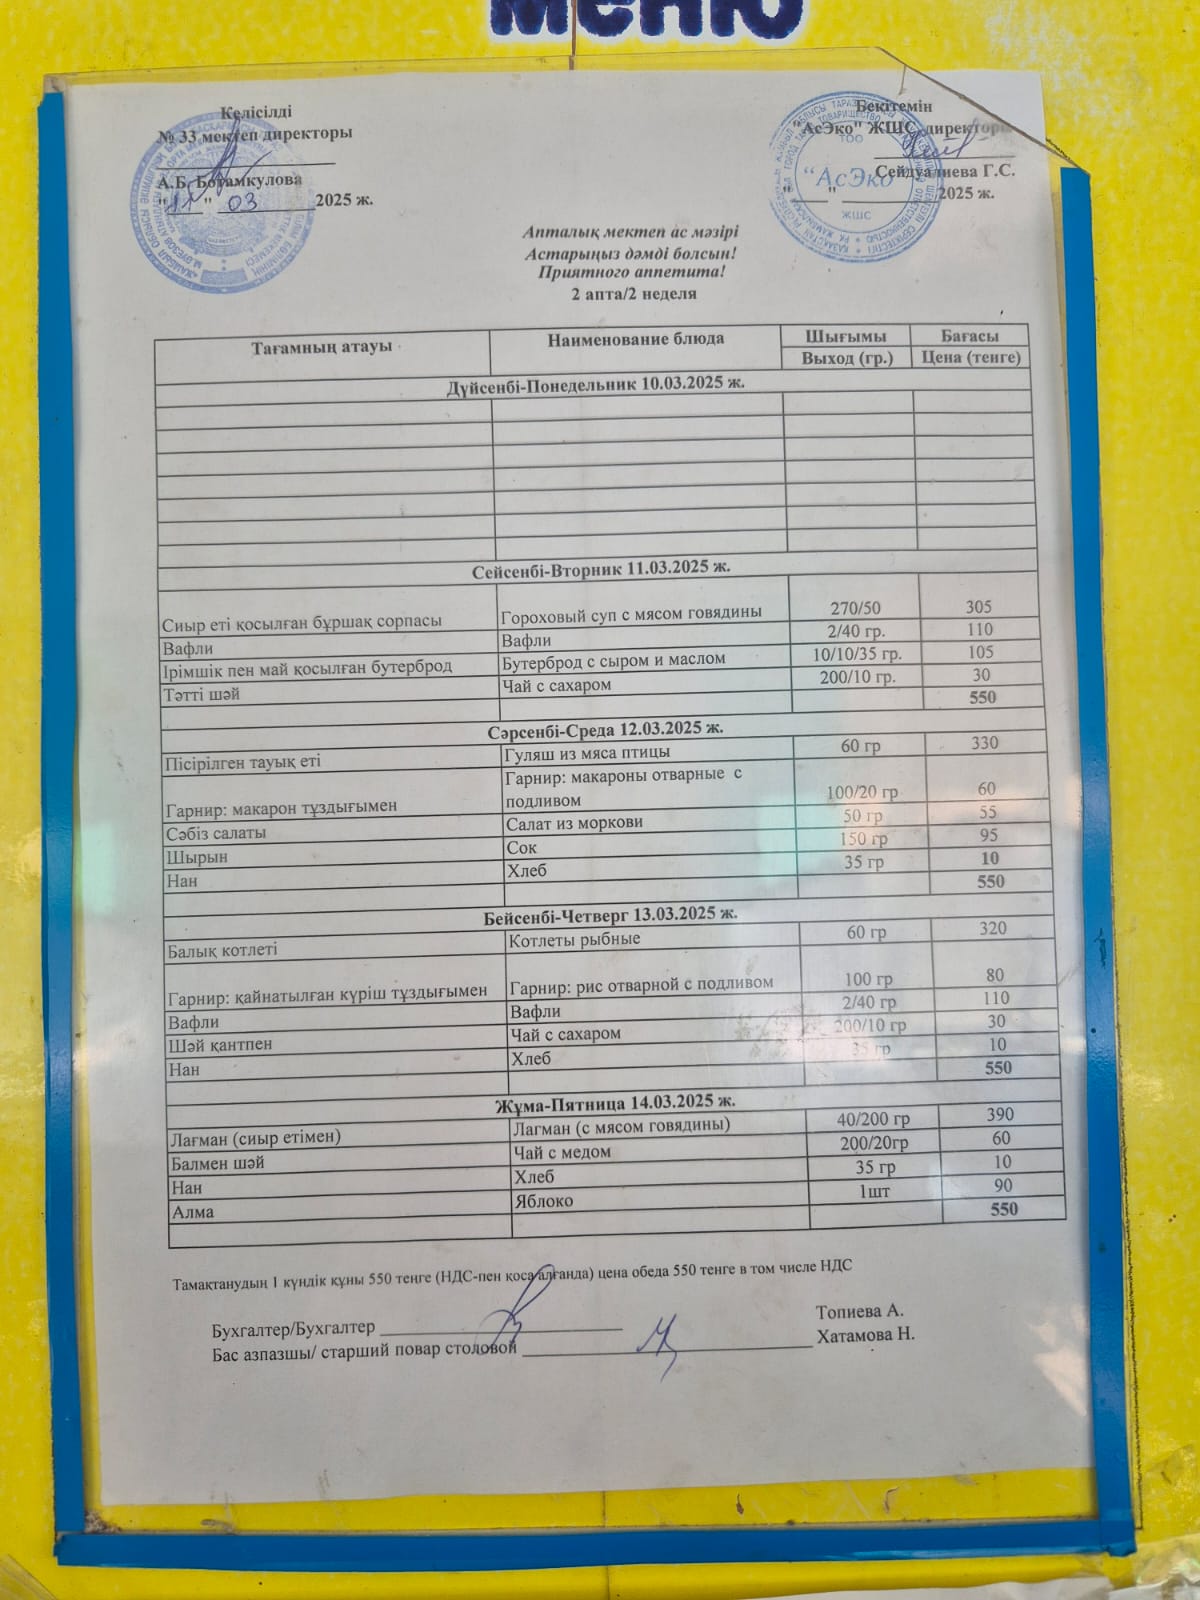 Меню
Келісілді
№ 33 мектеп директоры
А.Б. Ботамкулова
"11" 03 2025 ж.
Бекітемін
"АсЭко" ЖШС директоры
Сейдуалиева Г.С.
"____" __________2025 ж.
ТОО
"АсЭко"
ЖШС
Апталық мектеп ас мәзірі
Астарыңыз дәмді болсын!
Приятного аппетита!
2 апта/2 неделя
Тағамның атауы Наименование блюда Шығымы Бағасы
Выход (гр.) Цена (тенге)
Дүйсенбі-Понедельник 10.03.2025 ж.
Сейсенбі-Вторник 11.03.2025 ж.
Сиыр еті қосылған бұршақ сорпасы Гороховый суп с мясом говядины 270/50 305
Вафли Вафли 2/40 гр. 110
Ірімшік пен май қосылған бутерброд Бутерброд с сыром и маслом 10/10/35 гр. 105
Тәтті шәй Чай с сахаром 200/10 гр. 30
550
Сәрсенбі-Среда 12.03.2025 ж.
Пісірілген тауық еті Гуляш из мяса птицы 60 гр 330
Гарнир: макарон тұздығымен Гарнир: макароны отварные с подливом 100/20 гр 60
Сәбіз салаты Салат из моркови 50 гр 55
Шырын Сок 150 гр 95
Нан Хлеб 35 гр 10
550
Бейсенбі-Четверг 13.03.2025 ж.
Балық котлеті Котлеты рыбные 60 гр 320
Гарнир: қайнатылған күріш тұздығымен Гарнир: рис отварной с подливом 100 гр 80
Вафли Вафли 2/40 гр 110
Шәй қантпен Чай с сахаром 200/10 гр 30
Нан Хлеб 35 гр 10
550
Жұма-Пятница 14.03.2025 ж.
Лағман (сиыр етімен) Лагман (с мясом говядины) 40/200 гр 390
Балмен шәй Чай с медом 200/20гр 60
Нан Хлеб 35 гр 10
Алма Яблоко 1шт 90
550
Тамақтанудың 1 күндік құны 550 теңге (НДС-пен қоса алғанда) цена обеда 550 тенге в том числе НДС
Бухгалтер/Бухгалтер Топиева А.
Бас азпазшы/ старший повар столовой Хатамова Н.